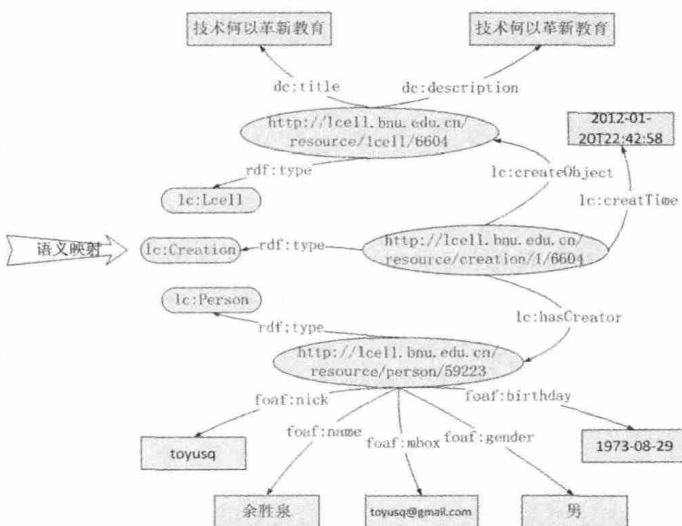 技术何以革新教育
技术何以革新教育
dc:title
dc:description
http://lcell.bnu.edu.cn/
resource/lcell/6604
2012-01-
20T22:42:58
rdf:type
lc:createObject
lc:Lcell
lc:creatTime
语义映射
lc:Creation
rdf:type
http://lcell.bnu.edu.cn/
resource/creation/1/6604
lc:Person
lc:hasCreator
rdf:type
http://lcell.bnu.edu.cn/
resource/person/59223
foaf:nick
foaf:birthday
foaf:name
foaf:mbox
foaf:gender
toyusq
1973-08-29
余胜泉
toyusq@gmail.com
男